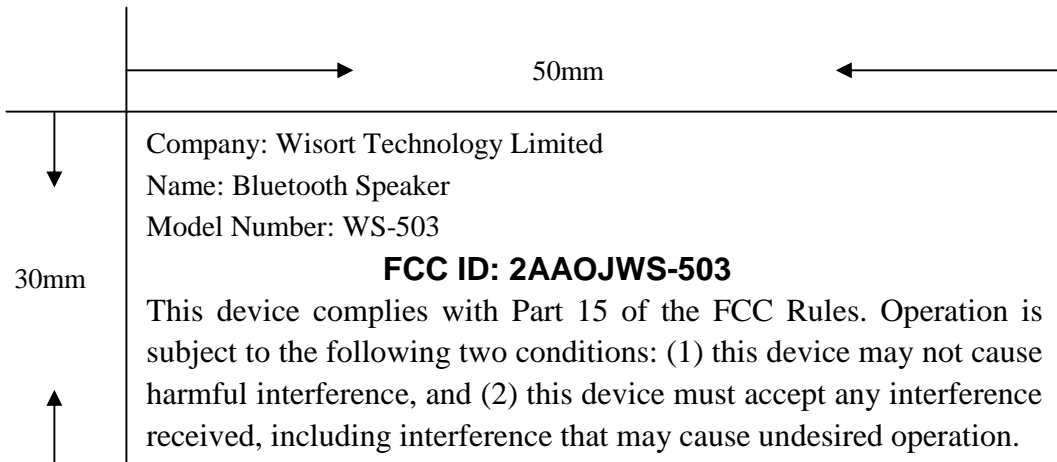 50mm
Company: Wisort Technology Limited
Name: Bluetooth Speaker
Model Number: WS-503
FCC ID: 2AAOJWS-503
30mm
This device complies with Part 15 of the FCC Rules. Operation is
subject to the following two conditions: (1) this device may not cause
harmful interference, and (2) this device must accept any interference
received, including interference that may cause undesired operation.